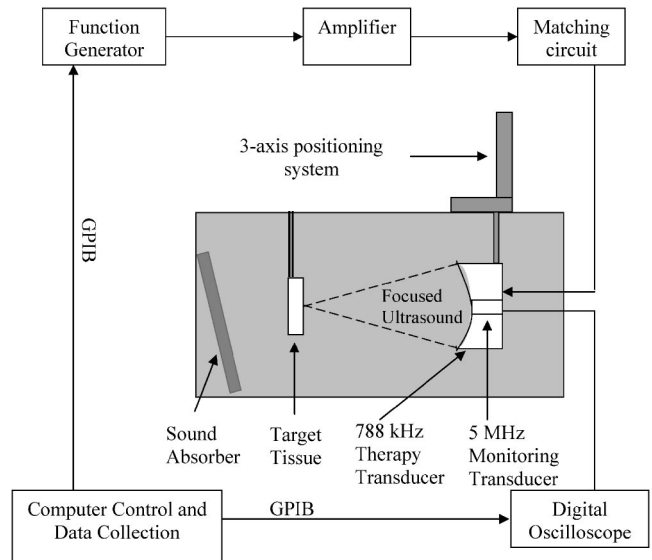 Function
Generator
Amplifier
Matching
circuit
3-axis positioning
system
GPIB
Focused
Ultrasound
Sound
Absorber
Target
Tissue
788 kHz
Therapy
Transducer
5 MHz
Monitoring
Transducer
Computer Control and
Data Collection
GPIB
Digital
Oscilloscope